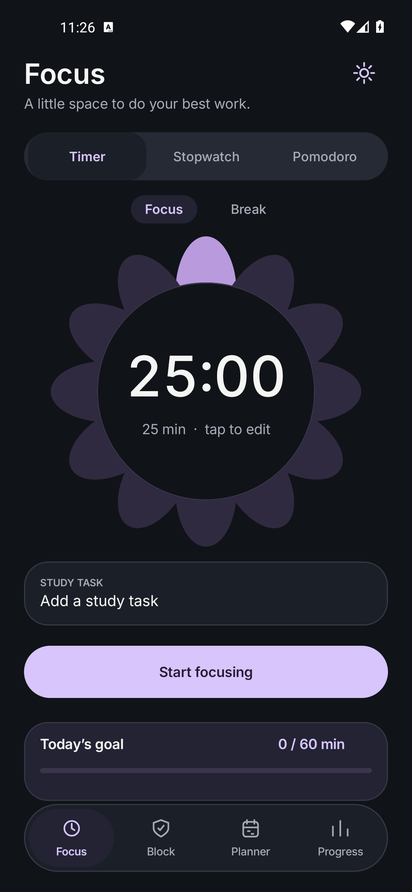 11:26 A
Focus
A little space to do your best work.
Timer Stopwatch Pomodoro
Focus Break
25:00
25 min · tap to edit
STUDY TASK
Add a study task
Start focusing
Today’s goal 0 / 60 min
Focus Block Planner Progress